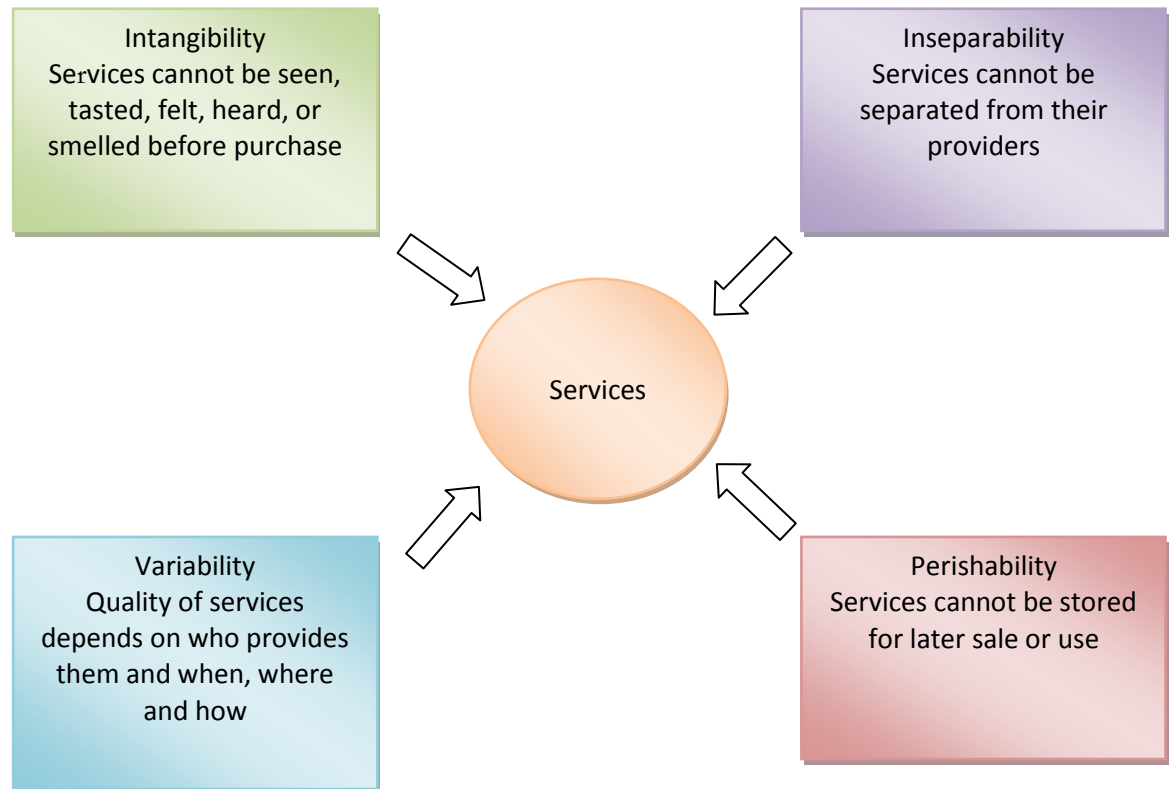 Intangibility
Services cannot be seen,
tasted, felt, heard, or
smelled before purchase
Inseparability
Services cannot be
separated from their
providers
Services
Variability
Quality of services
depends on who provides
them and when, where
and how
Perishability
Services cannot be stored
for later sale or use